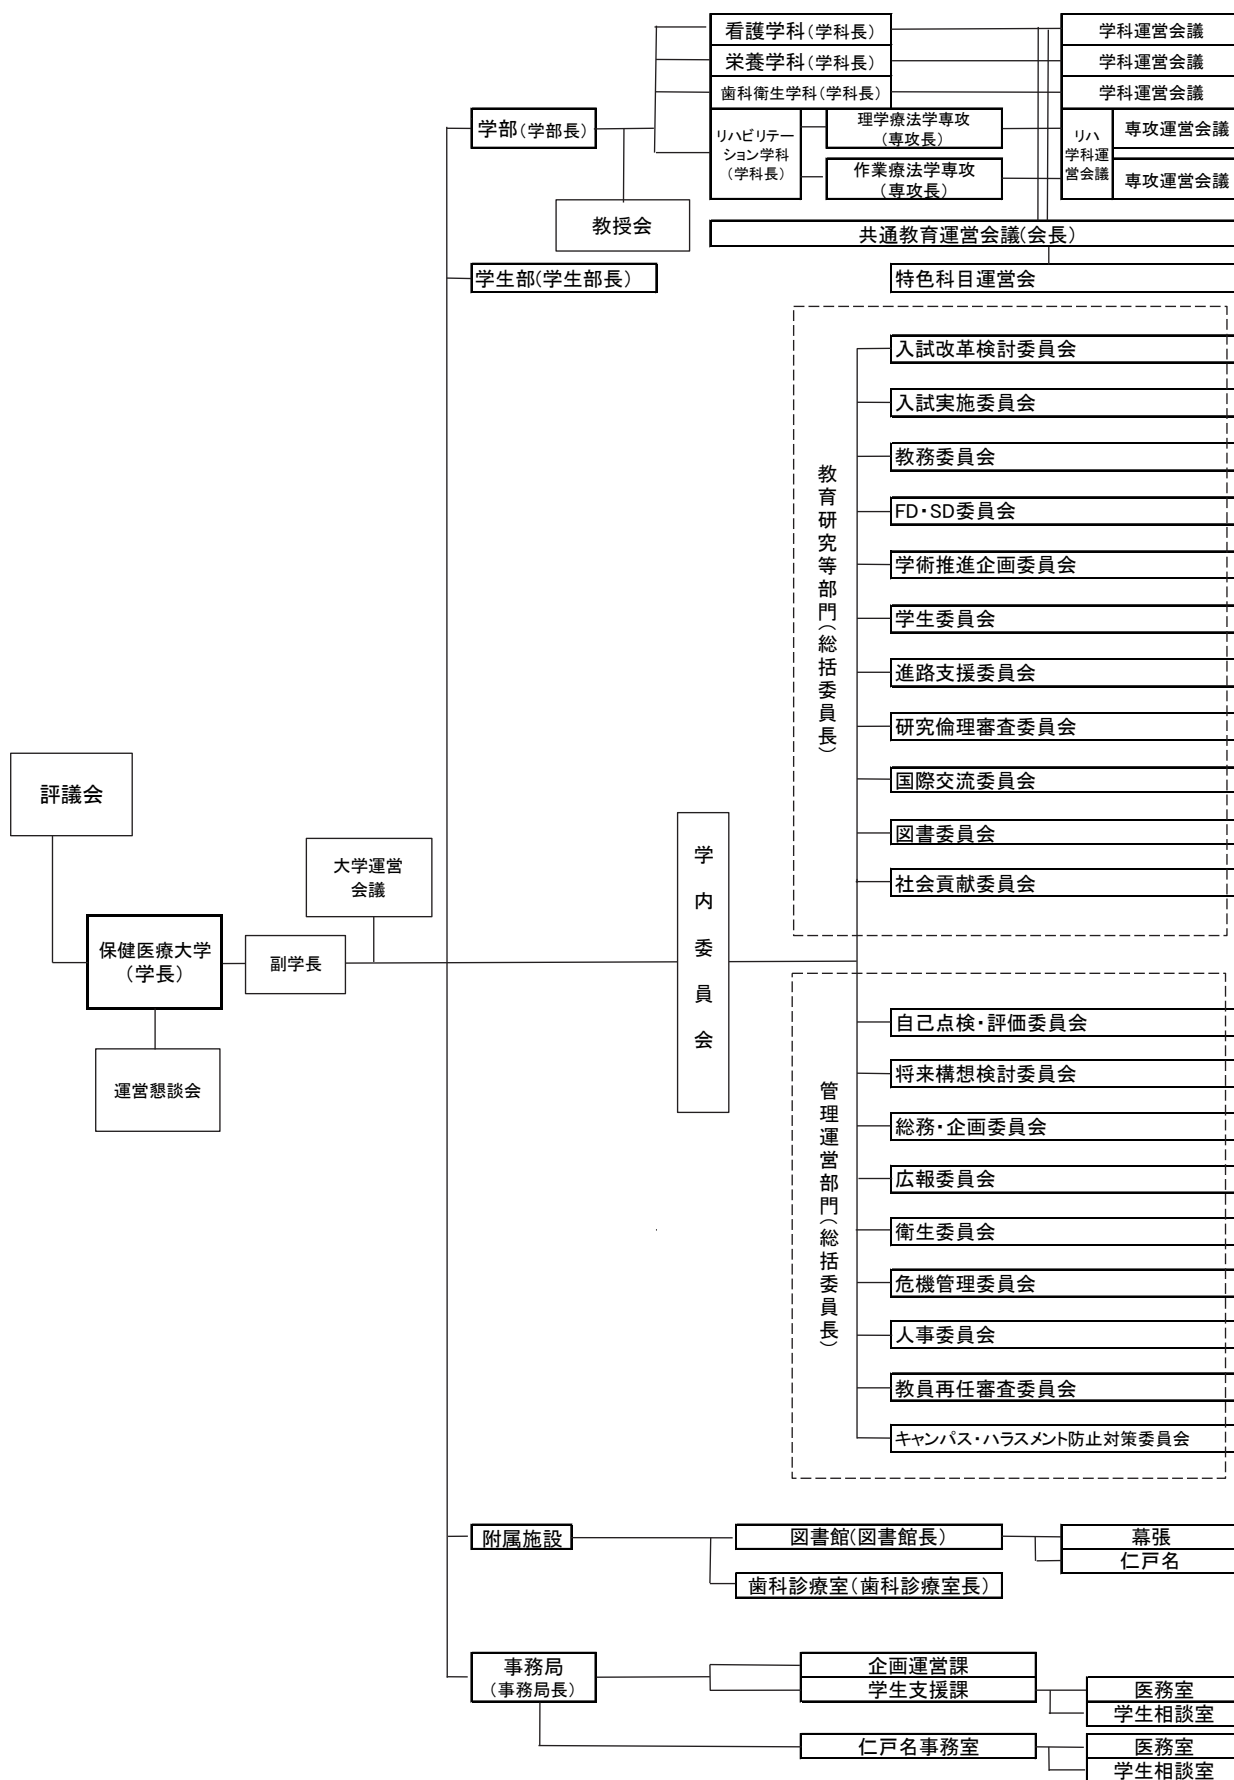 看護学科(学科長)
学科運営会議
栄養学科(学科長)
学科運営会議
歯科衛生学科(学科長)
学科運営会議
学部(学部長)
リハビリテー
ション学科
(学科長)
理学療法学専攻
(専攻長)
作業療法学専攻
(専攻長)
リハ
学科運
営会議
専攻運営会議
専攻運営会議
教授会
共通教育運営会議(会長)
学生部(学生部長)
特色科目運営会
教育研究等部門(総括委員長)
入試改革検討委員会
入試実施委員会
教務委員会
FD・SD委員会
学術推進企画委員会
学生委員会
進路支援委員会
研究倫理審査委員会
国際交流委員会
図書委員会
社会貢献委員会
評議会
大学運営
会議
保健医療大学
(学長)
副学長
運営懇談会
学内委員会
管理運営部門(総括委員長)
自己点検・評価委員会
将来構想検討委員会
総務・企画委員会
広報委員会
衛生委員会
危機管理委員会
人事委員会
教員再任審査委員会
キャンパス・ハラスメント防止対策委員会
附属施設
図書館(図書館長)
幕張
仁戸名
歯科診療室(歯科診療室長)
事務局
(事務局長)
企画運営課
学生支援課
医務室
学生相談室
仁戸名事務室
医務室
学生相談室